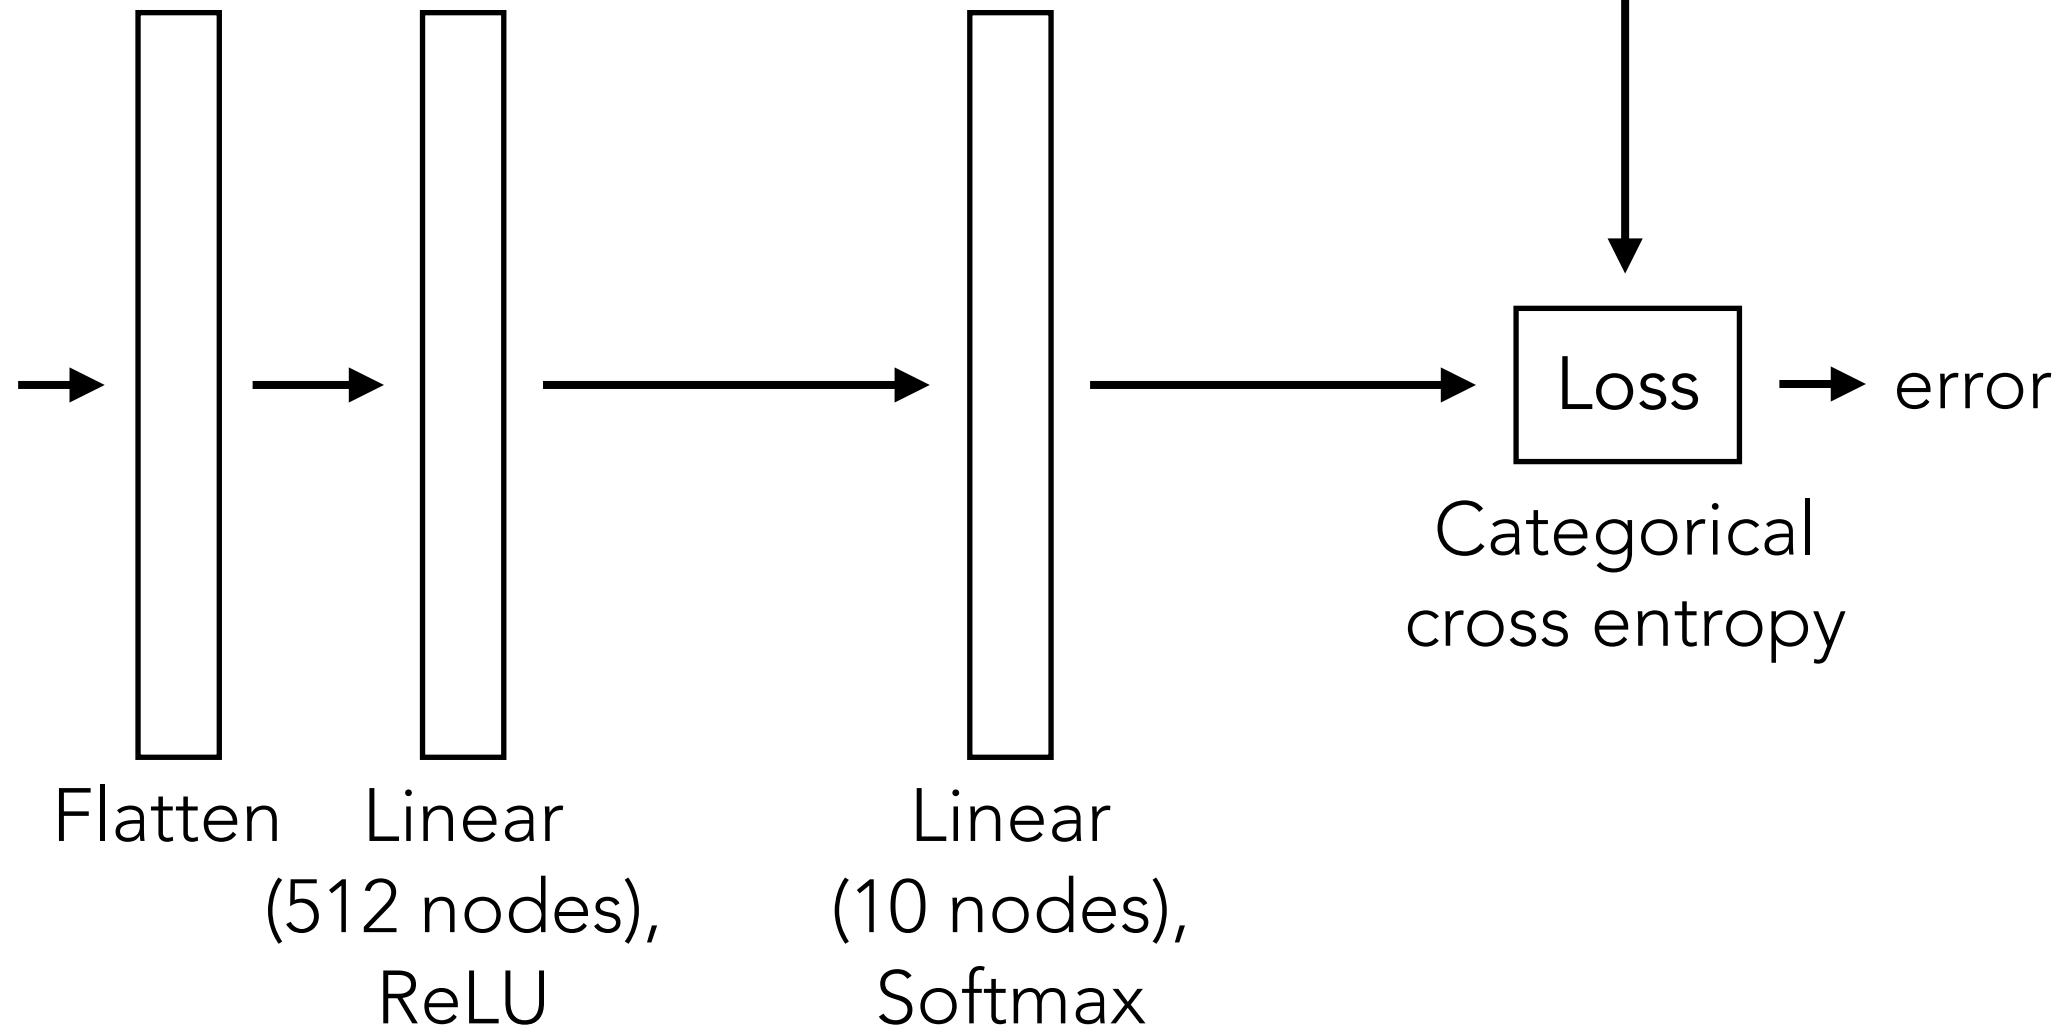 Loss
error
Categorical
cross entropy
Flatten
Linear
(512 nodes),
ReLU
Linear
(10 nodes),
Softmax